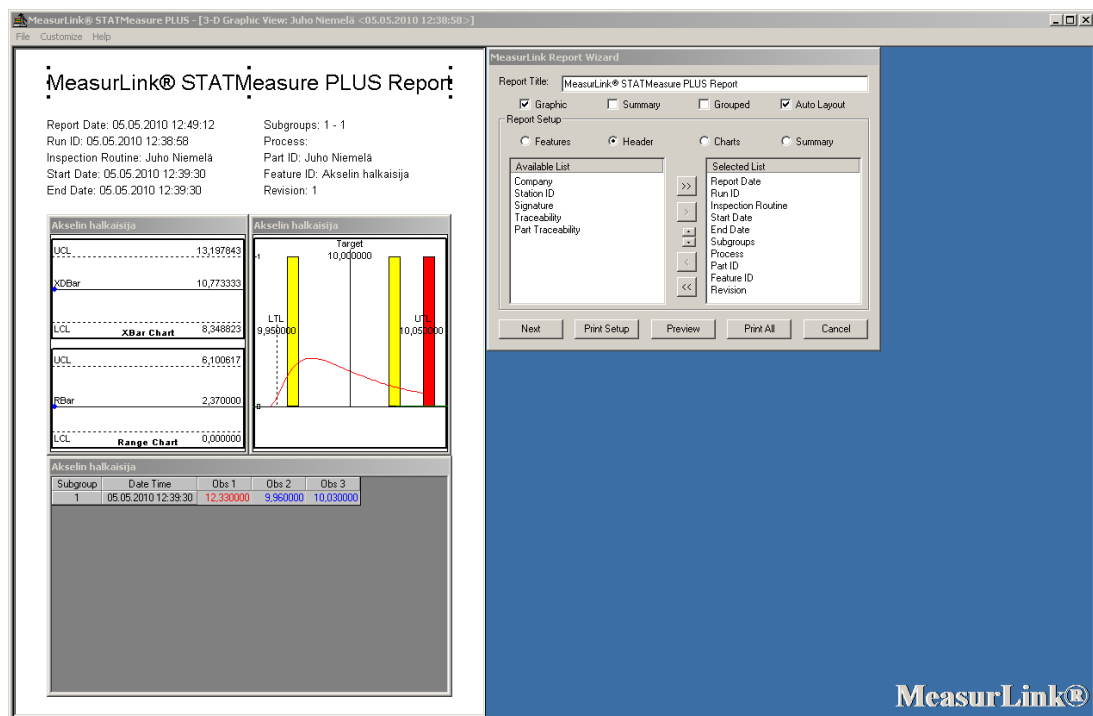 MeasurLink® STATMeasure PLUS - [3-D Graphic View: Juho Niemelä <05.05.2010 12:38:58>]
File Customize Help
MeasurLink® STATMeasure PLUS Report
Report Date: 05.05.2010 12:49:12
Run ID: 05.05.2010 12:38:58
Inspection Routine: Juho Niemelä
Start Date: 05.05.2010 12:39:30
End Date: 05.05.2010 12:39:30
Subgroups: 1 - 1
Process:
Part ID: Juho Niemelä
Feature ID: Akselin halkaisija
Revision: 1
Akselin halkaisija
UCL 13,197843
XDBar 10,773333
LCL XBar Chart 8,348823
UCL 6,100617
RBar 2,370000
LCL Range Chart 0,000000
Akselin halkaisija
Target
10,000000
1
LTL
9,950000
UTL
10,050000
0
Akselin halkaisija
Subgroup Date Time Obs 1 Obs 2 Obs 3
1 05.05.2010 12:39:30 12,330000 9,960000 10,030000
MeasurLink Report Wizard
Report Title: MeasurLink® STATMeasure PLUS Report
Graphic Summary Grouped Auto Layout
Report Setup
Features Header Charts Summary
Available List
Company
Station ID
Signature
Traceability
Part Traceability
>>
>
<
<<
Selected List
Report Date
Run ID
Inspection Routine
Start Date
End Date
Subgroups
Process
Part ID
Feature ID
Revision
Next Print Setup Preview Print All Cancel
MeasurLink®